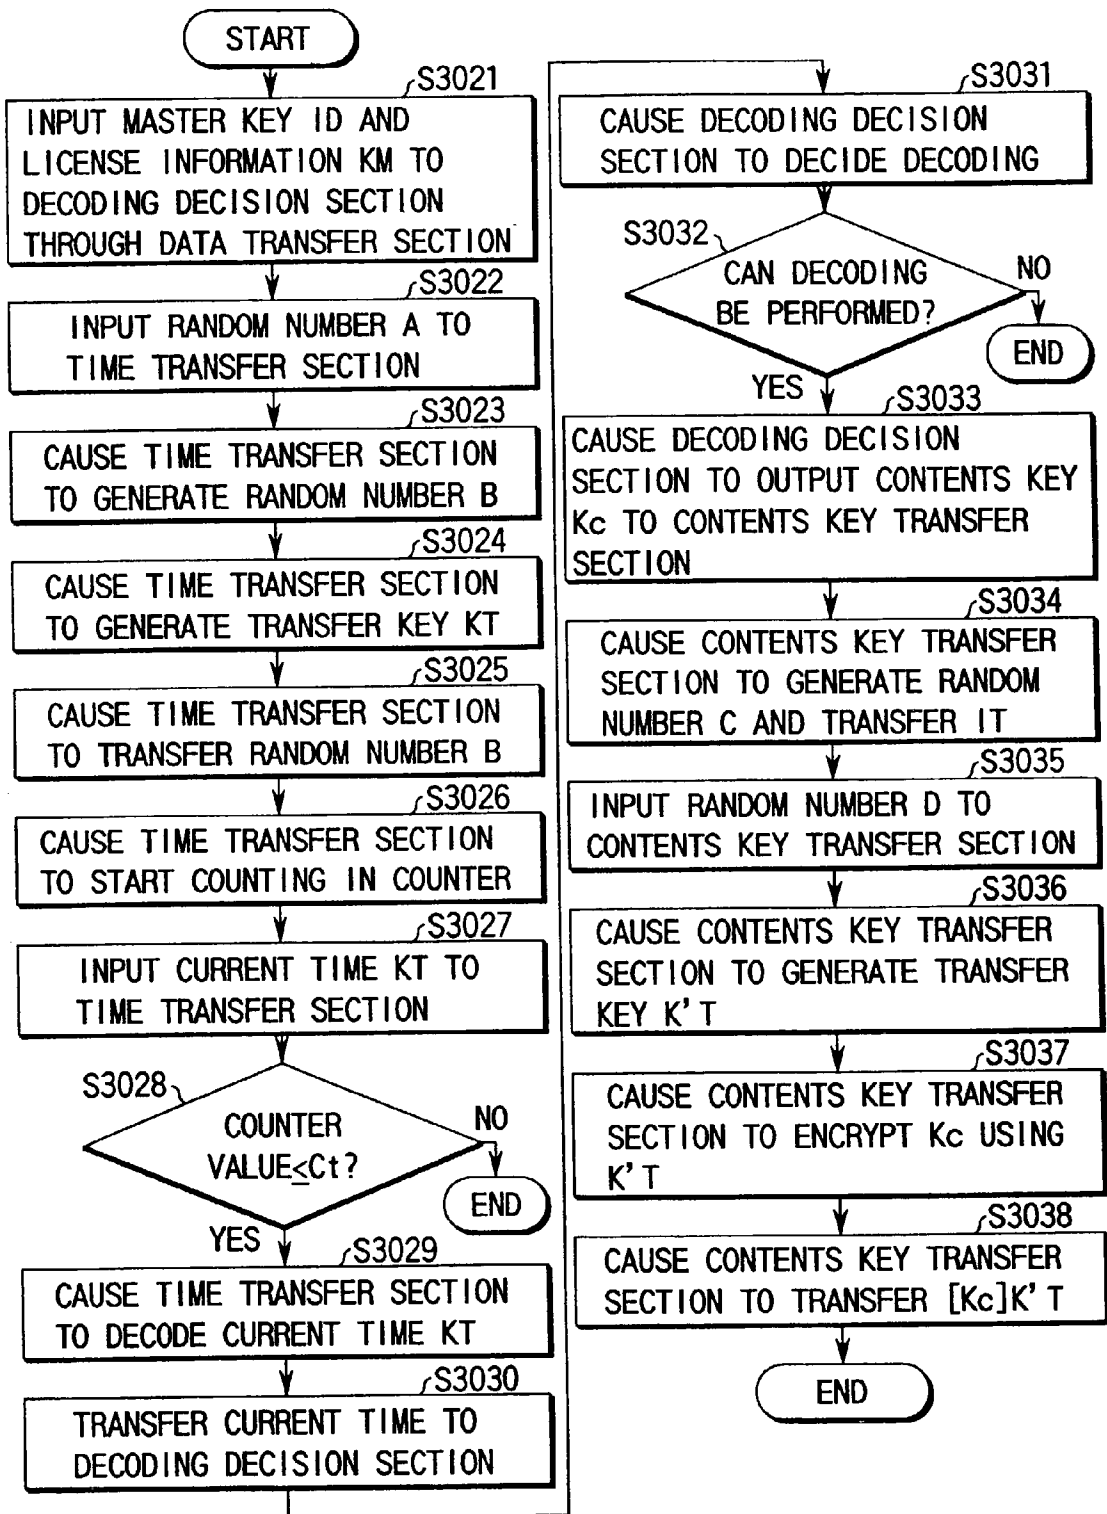 START
S3021
INPUT MASTER KEY ID AND
LICENSE INFORMATION KM TO
DECODING DECISION SECTION
THROUGH DATA TRANSFER SECTION
S3022
INPUT RANDOM NUMBER A TO
TIME TRANSFER SECTION
S3023
CAUSE TIME TRANSFER SECTION
TO GENERATE RANDOM NUMBER B
S3024
CAUSE TIME TRANSFER SECTION
TO GENERATE TRANSFER KEY KT
S3025
CAUSE TIME TRANSFER SECTION
TO TRANSFER RANDOM NUMBER B
S3026
CAUSE TIME TRANSFER SECTION
TO START COUNTING IN COUNTER
S3027
INPUT CURRENT TIME KT TO
TIME TRANSFER SECTION
S3028
COUNTER
VALUE≤Ct?
NO
END
YES
S3029
CAUSE TIME TRANSFER SECTION
TO DECODE CURRENT TIME KT
S3030
TRANSFER CURRENT TIME TO
DECODING DECISION SECTION
S3031
CAUSE DECODING DECISION
SECTION TO DECIDE DECODING
S3032
CAN DECODING
BE PERFORMED?
NO
END
YES
S3033
CAUSE DECODING DECISION
SECTION TO OUTPUT CONTENTS KEY
Kc TO CONTENTS KEY TRANSFER
SECTION
S3034
CAUSE CONTENTS KEY TRANSFER
SECTION TO GENERATE RANDOM
NUMBER C AND TRANSFER IT
S3035
INPUT RANDOM NUMBER D TO
CONTENTS KEY TRANSFER SECTION
S3036
CAUSE CONTENTS KEY TRANSFER
SECTION TO GENERATE TRANSFER
KEY K'T
S3037
CAUSE CONTENTS KEY TRANSFER
SECTION TO ENCRYPT Kc USING
K'T
S3038
CAUSE CONTENTS KEY TRANSFER
SECTION TO TRANSFER [Kc]K'T
END